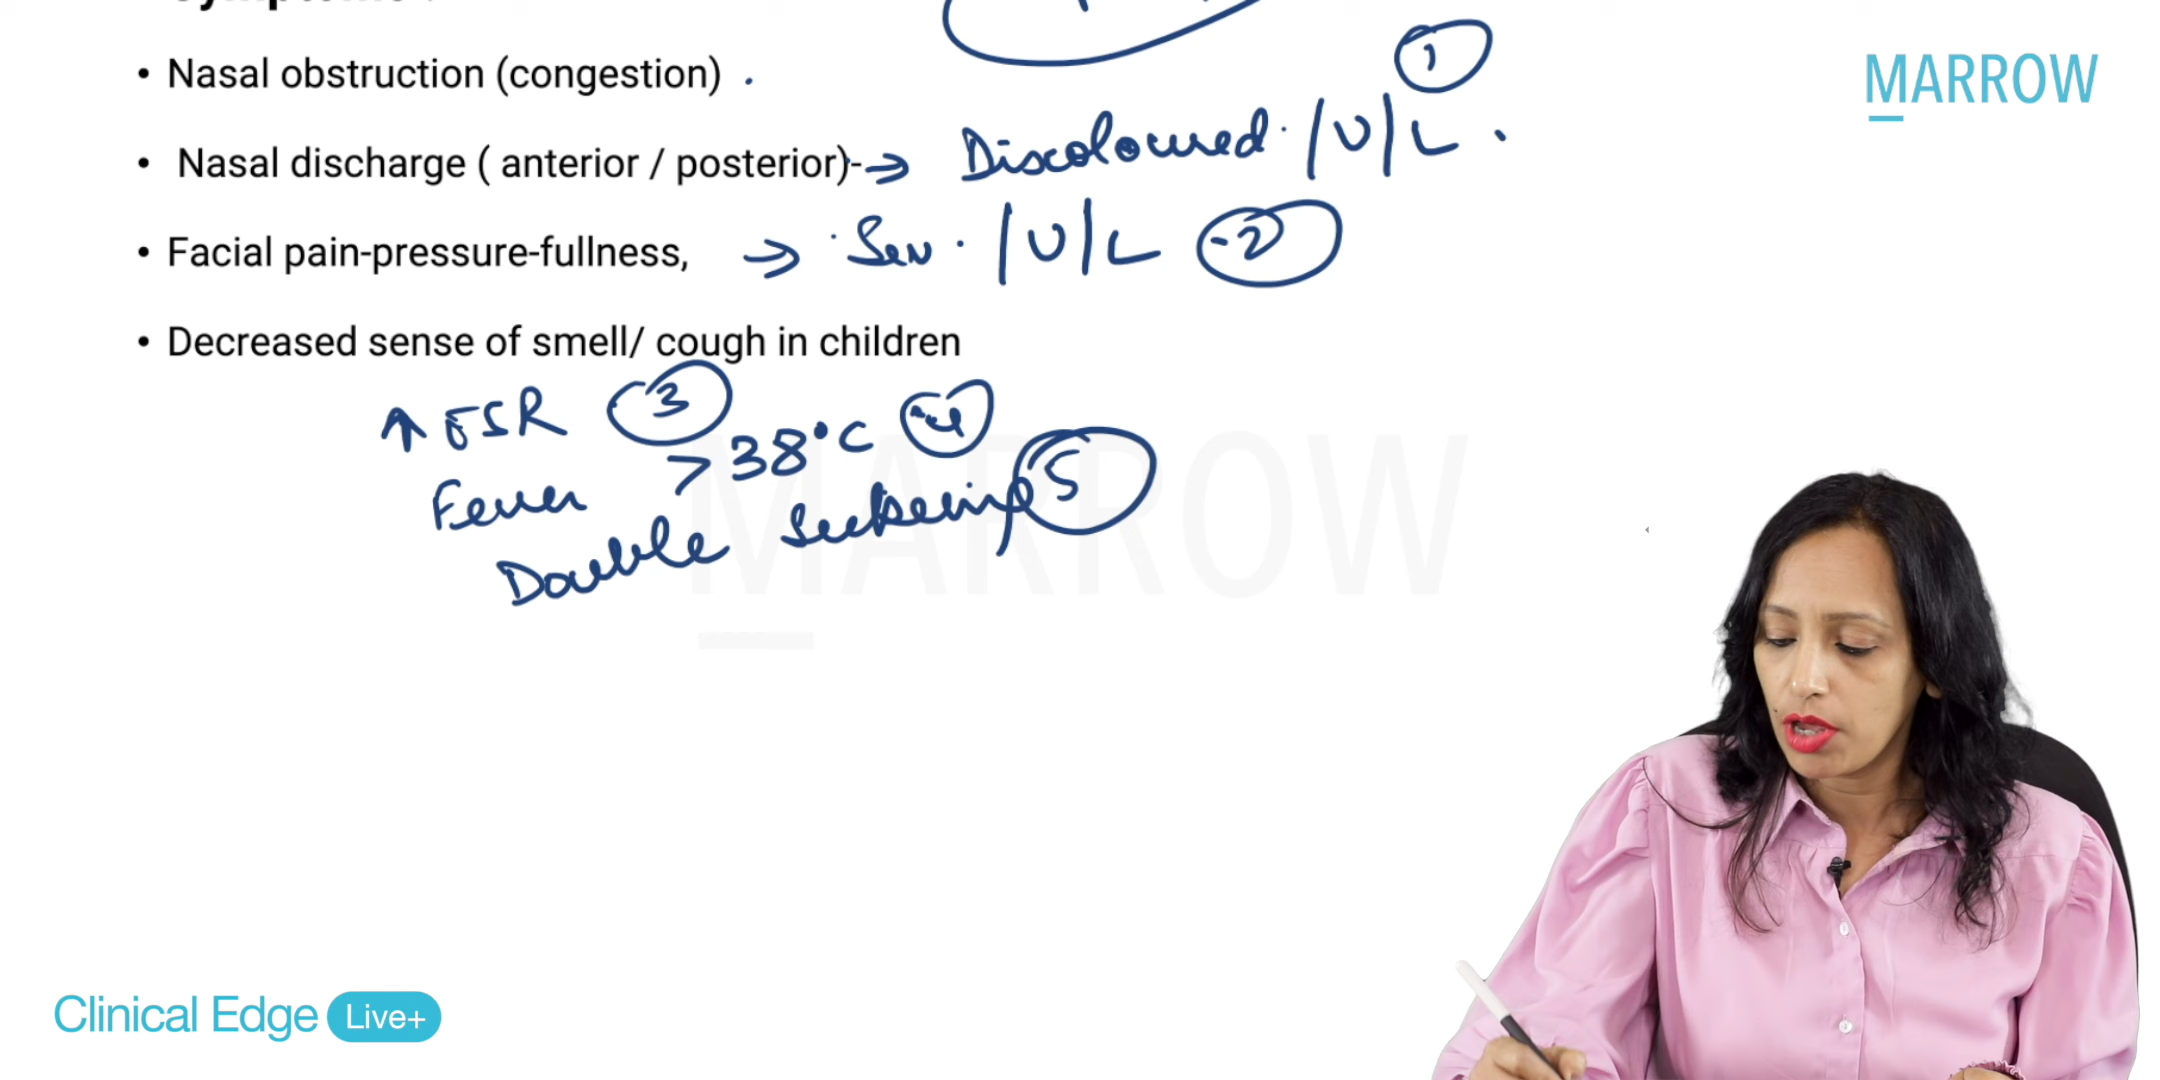 MARROW
• Nasal obstruction (congestion) .
1
• Nasal discharge ( anterior / posterior)-→ Discoloured. /U/L .
• Facial pain-pressure-fullness, → Sev. /U/L -2
• Decreased sense of smell/ cough in children
↑ ESR 3
Fever >38°C 4
Double 5
MARROW
Clinical Edge Live+